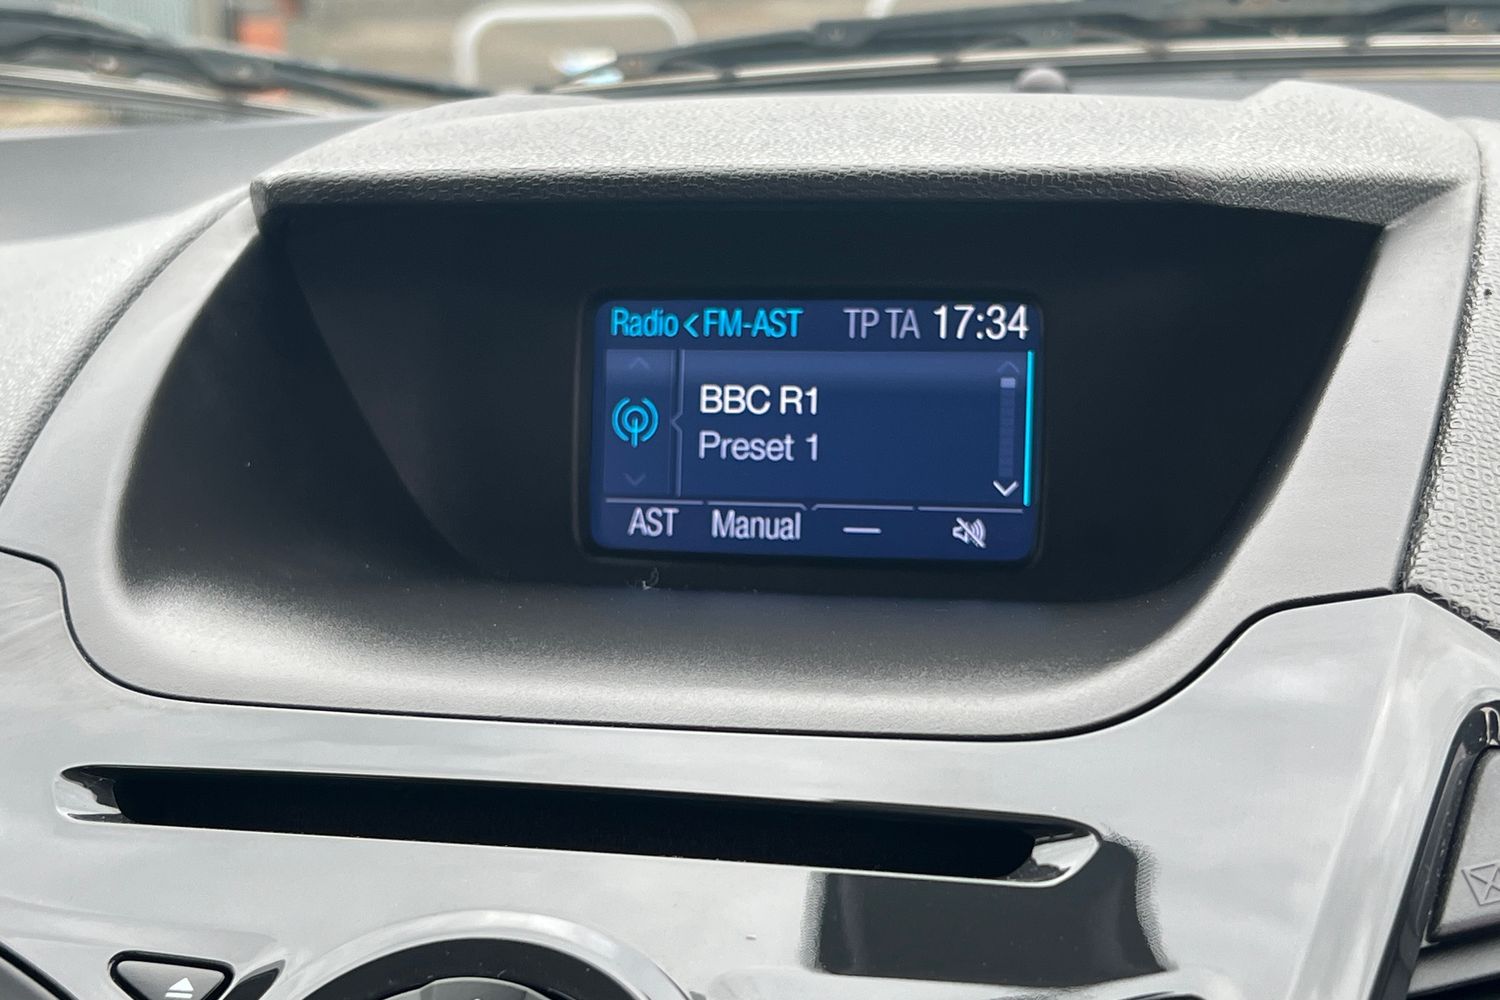 Radio < FM-AST TP TA 17:34
BBC R1
Preset 1
AST Manual —